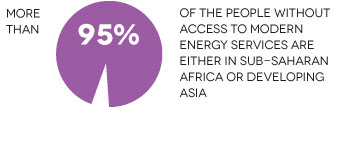 MORE
THAN
95%
OF THE PEOPLE WITHOUT
ACCESS TO MODERN
ENERGY SERVICES ARE
EITHER IN SUB-SAHARAN
AFRICA OR DEVELOPING
ASIA